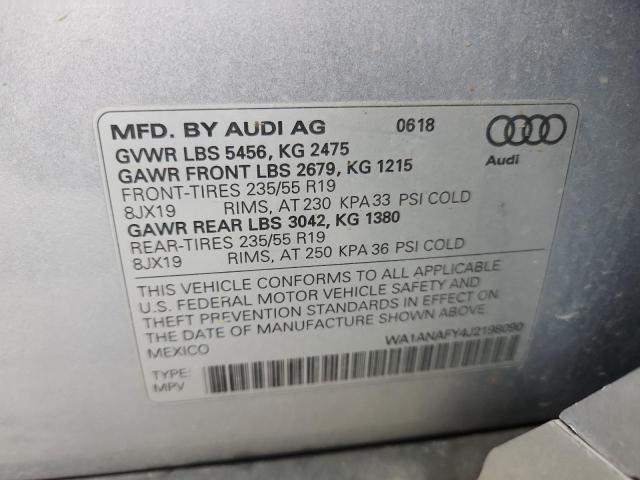 MFD. BY AUDI AG 0618
GVWR LBS 5456, KG 2475
Audi
GAWR FRONT LBS 2679, KG 1215
FRONT-TIRES 235/55 R19
8JX19 RIMS, AT 230 KPA 33 PSI COLD
GAWR REAR LBS 3042, KG 1380
REAR-TIRES 235/55 R19
8JX19 RIMS, AT 250 KPA 36 PSI COLD
THIS VEHICLE CONFORMS TO ALL APPLICABLE
U.S. FEDERAL MOTOR VEHICLE SAFETY AND
THEFT PREVENTION STANDARDS IN EFFECT ON
THE DATE OF MANUFACTURE SHOWN ABOVE.
MEXICO WA1ANAFY4J2198090
TYPE:
MPV